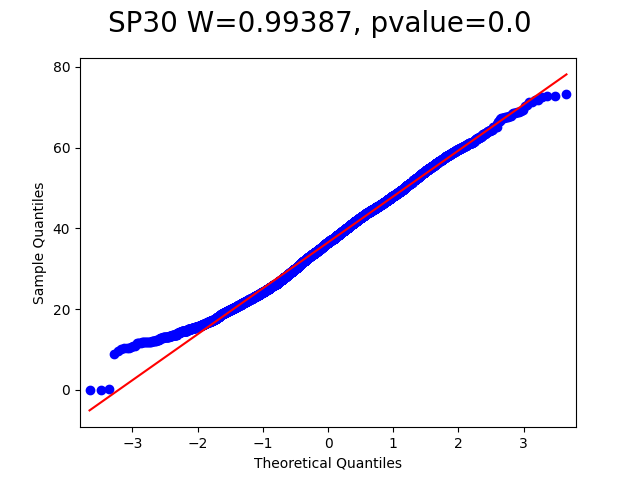 SP30 W=0.99387, pvalue=0.0
80
60
40
20
0
Sample Quantiles
−3 −2 −1 0 1 2 3
Theoretical Quantiles